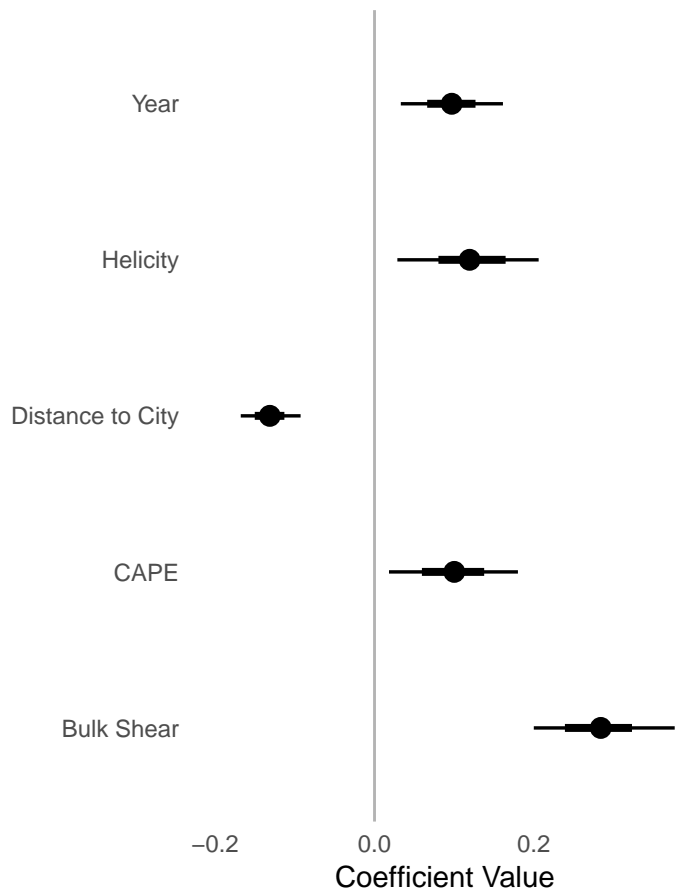 Year
Helicity
Distance to City
CAPE
Bulk Shear
−0.2 0.0 0.2
Coefficient Value